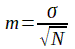 m = σ / √N